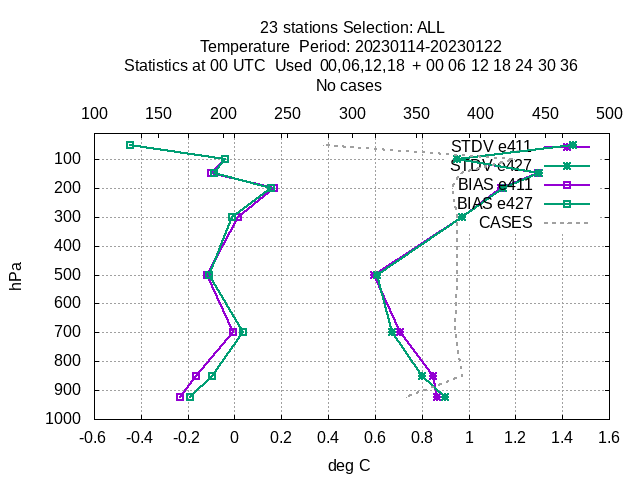 23 stations Selection: ALL
Temperature  Period: 20230114-20230122
Statistics at 00 UTC  Used  00,06,12,18  + 00 06 12 18 24 30 36
No cases
100 150 200 250 300 350 400 450 500
STDV e411
100
STDV e427
BIAS e411
200
BIAS e427
300
CASES
400
hPa
500
600
700
800
900
1000
-0.6 -0.4 -0.2 0 0.2 0.4 0.6 0.8 1 1.2 1.4 1.6
deg C